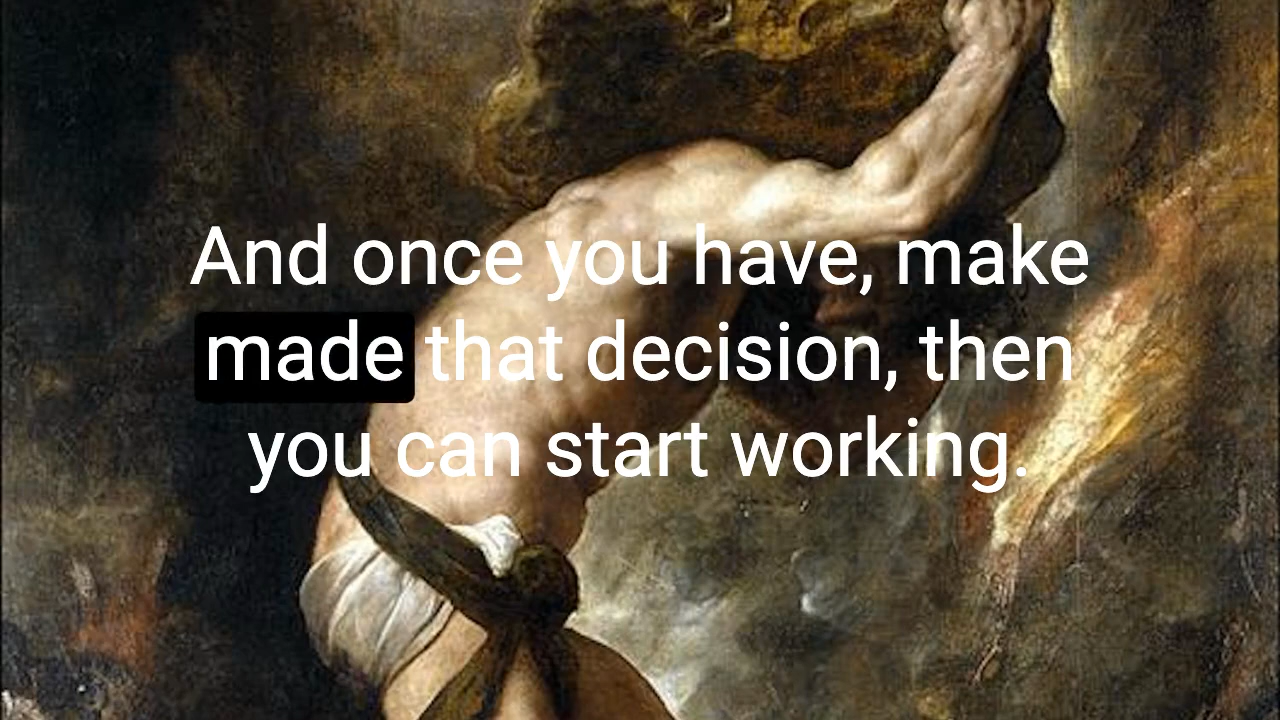 And once you have, make
made that decision, then
you can start working.